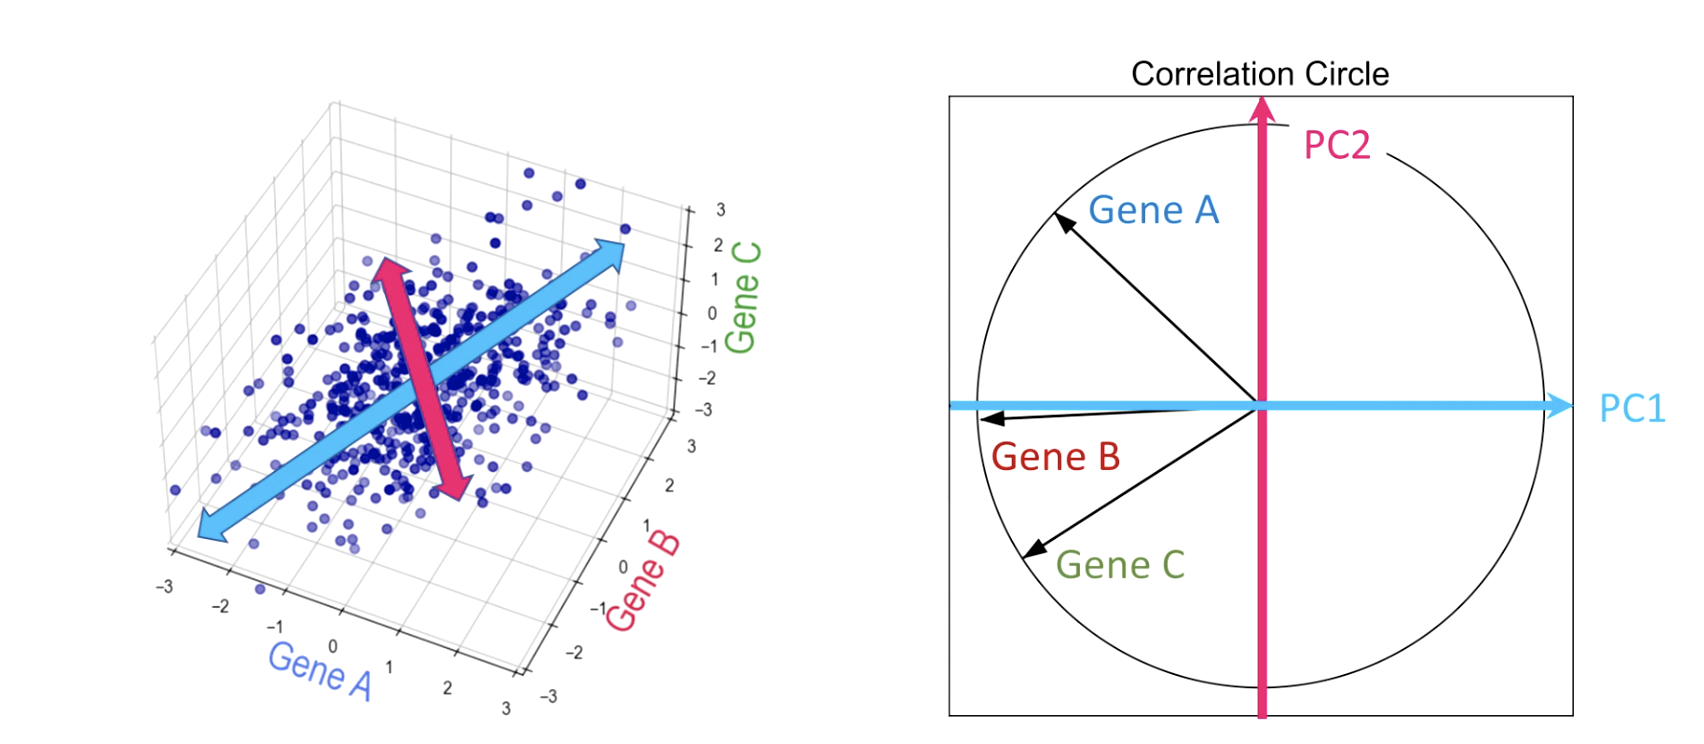 3
2
1
0
−1
−2
−3
Gene C
3
2
1
0
−1
−2
−3
Gene B
−3
−2
−1
0
1
2
3
Gene A
Correlation Circle
PC2
Gene A
PC1
Gene B
Gene C